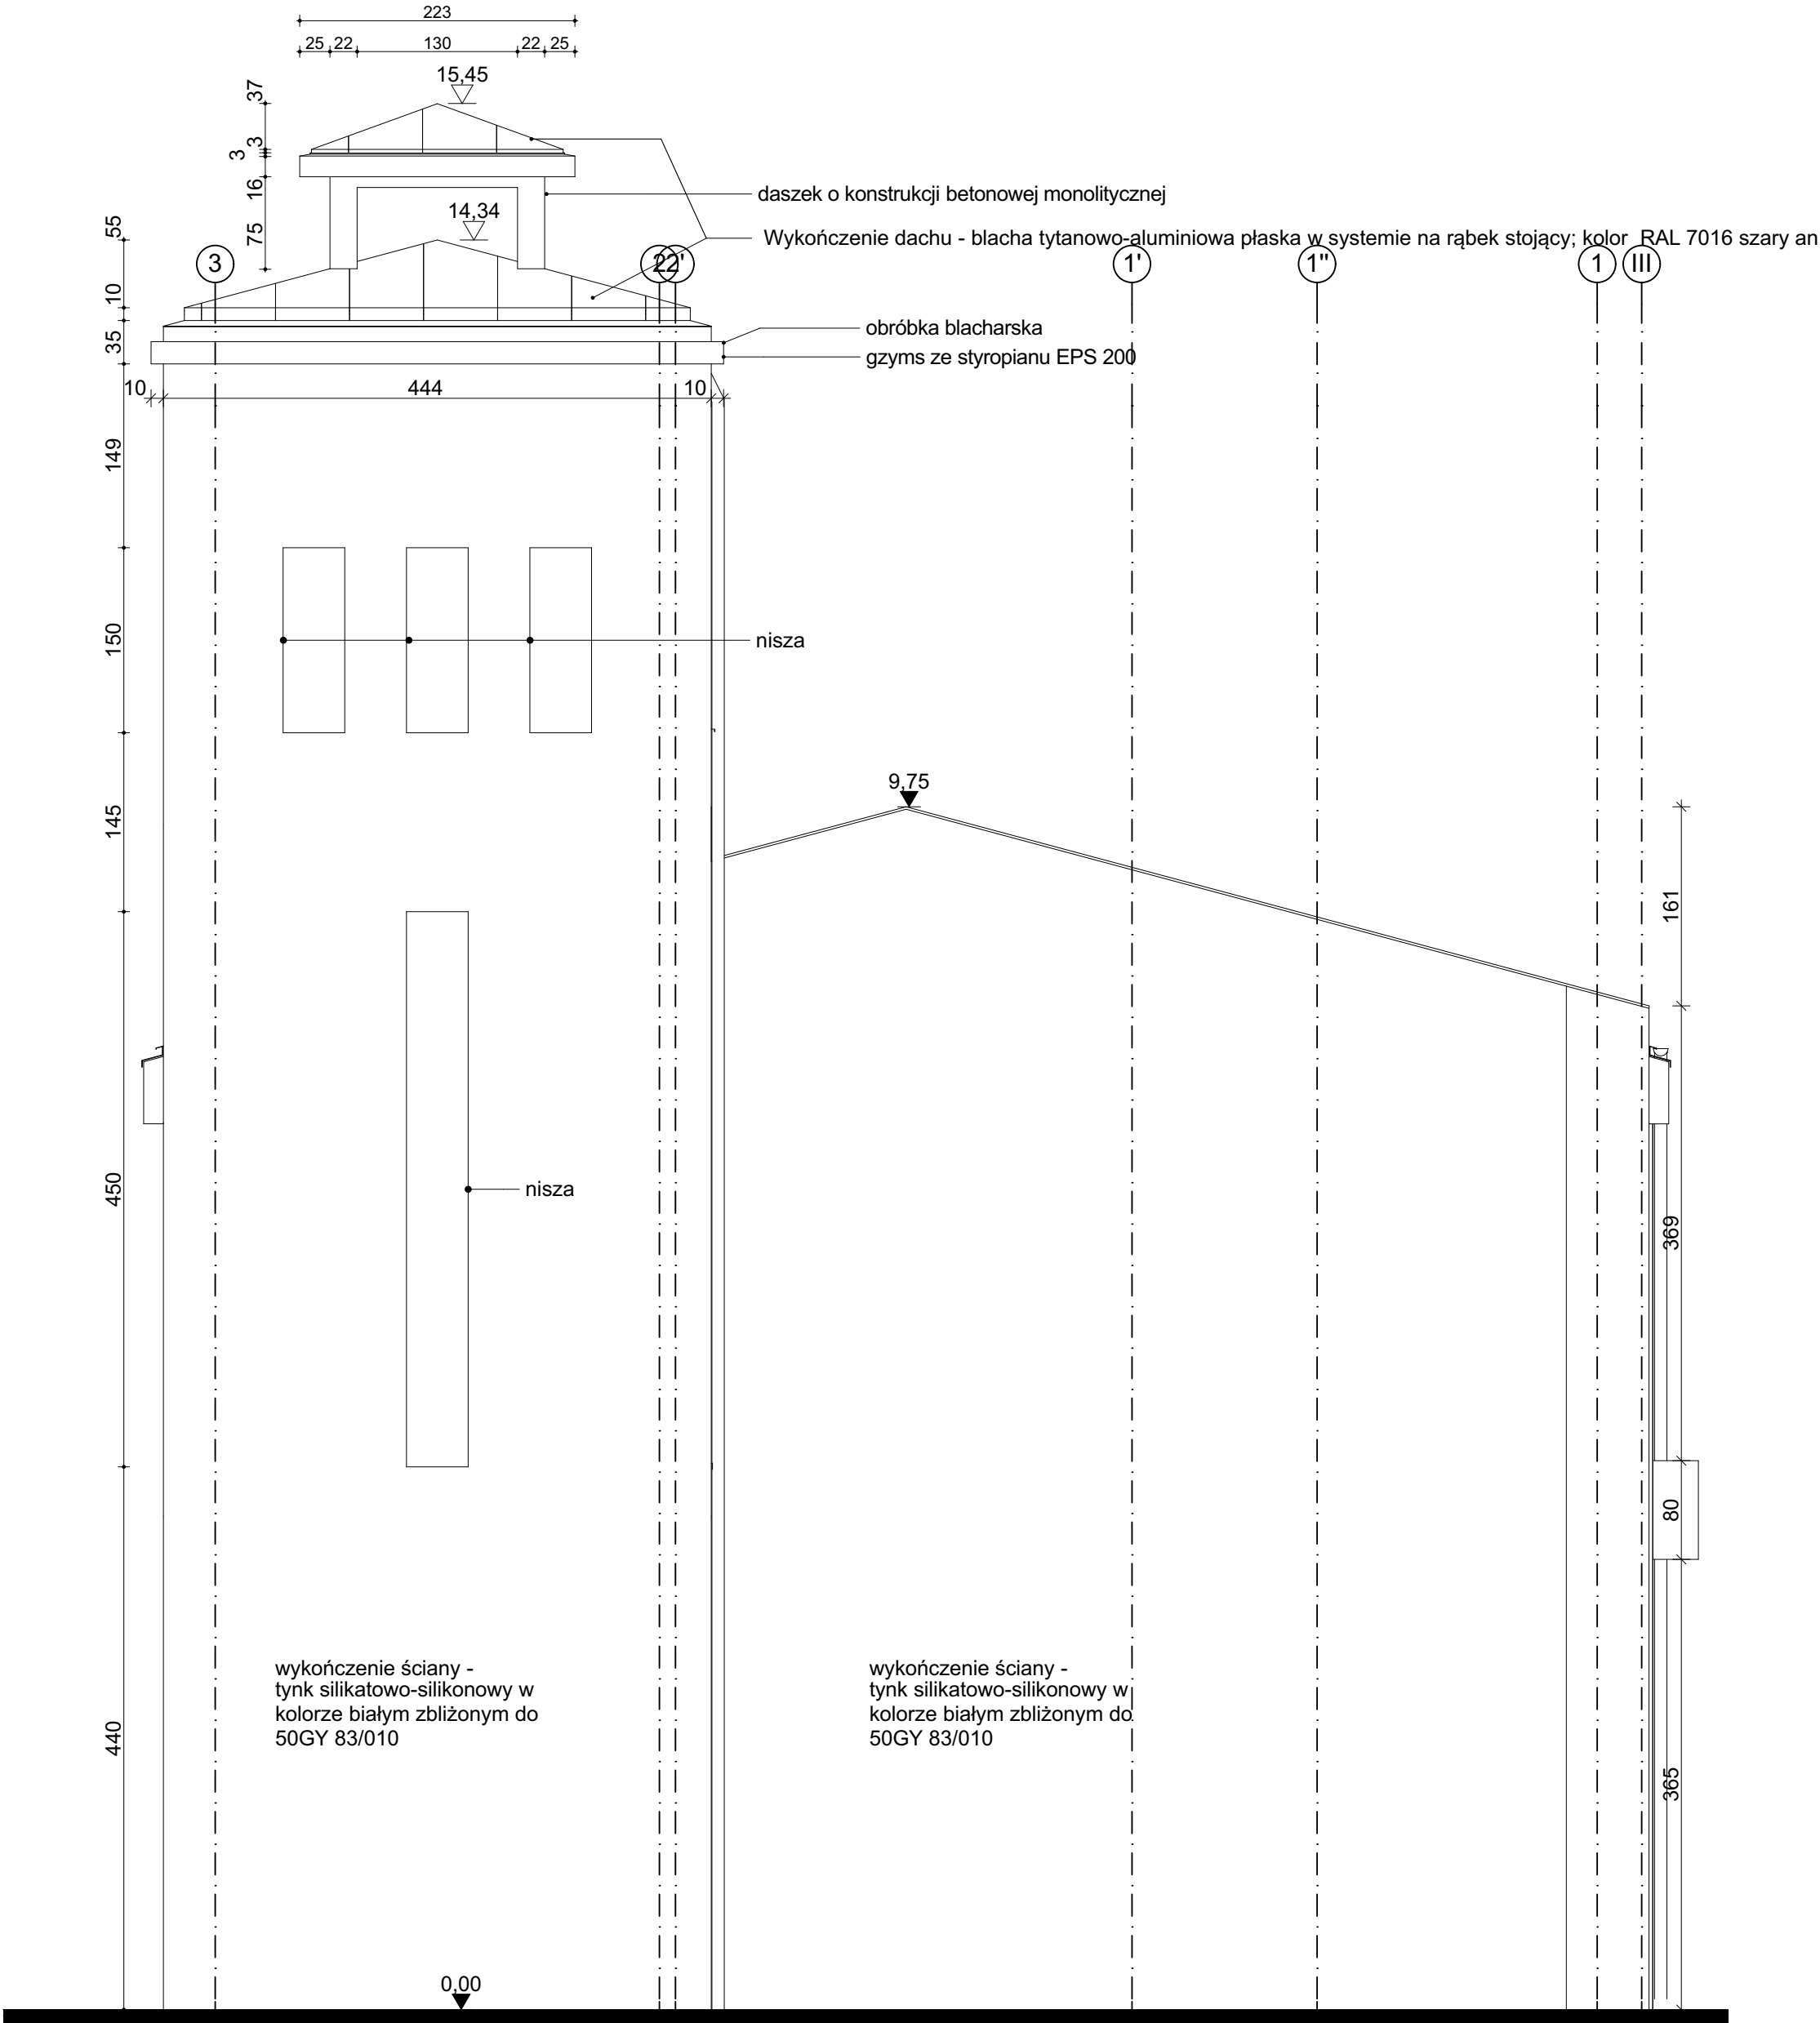 223
25 22 130 22 25
15,45
37
3
3
16
75
daszek o konstrukcji betonowej monolitycznej
14,34
55
Wykończenie dachu - blacha tytanowo-aluminiowa płaska w systemie na rąbek stojący; kolor RAL 7016 szary an
3 2 2' 1' 1" 1 III
10
35
obróbka blacharska
gzyms ze styropianu EPS 200
10 444 10
149
150
nisza
145
9,75
161
450
nisza
369
80
wykończenie ściany -
tynk silikatowo-silikonowy w
kolorze białym zbliżonym do
50GY 83/010
wykończenie ściany -
tynk silikatowo-silikonowy w
kolorze białym zbliżonym do
50GY 83/010
440
365
0,00